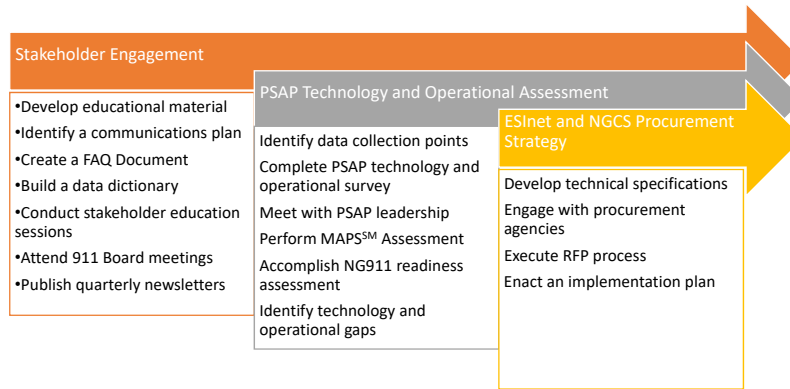 Stakeholder Engagement
•Develop educational material
•Identify a communications plan
•Create a FAQ Document
•Build a data dictionary
•Conduct stakeholder education
sessions
•Attend 911 Board meetings
•Publish quarterly newsletters
PSAP Technology and Operational Assessment
Identify data collection points
Complete PSAP technology and
operational survey
Meet with PSAP leadership
Perform MAPS℠ Assessment
Accomplish NG911 readiness
assessment
Identify technology and
operational gaps
ESInet and NGCS Procurement
Strategy
Develop technical specifications
Engage with procurement
agencies
Execute RFP process
Enact an implementation plan